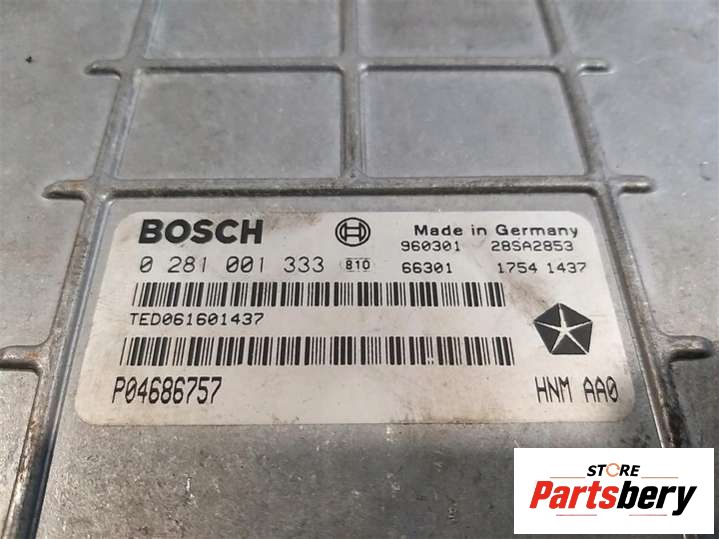 BOSCH Made in Germany
960301 28SA2853
0 281 001 333 810 66301 1754 1437
TED061601437
P04686757 HNM AA0
STORE
Partsbery